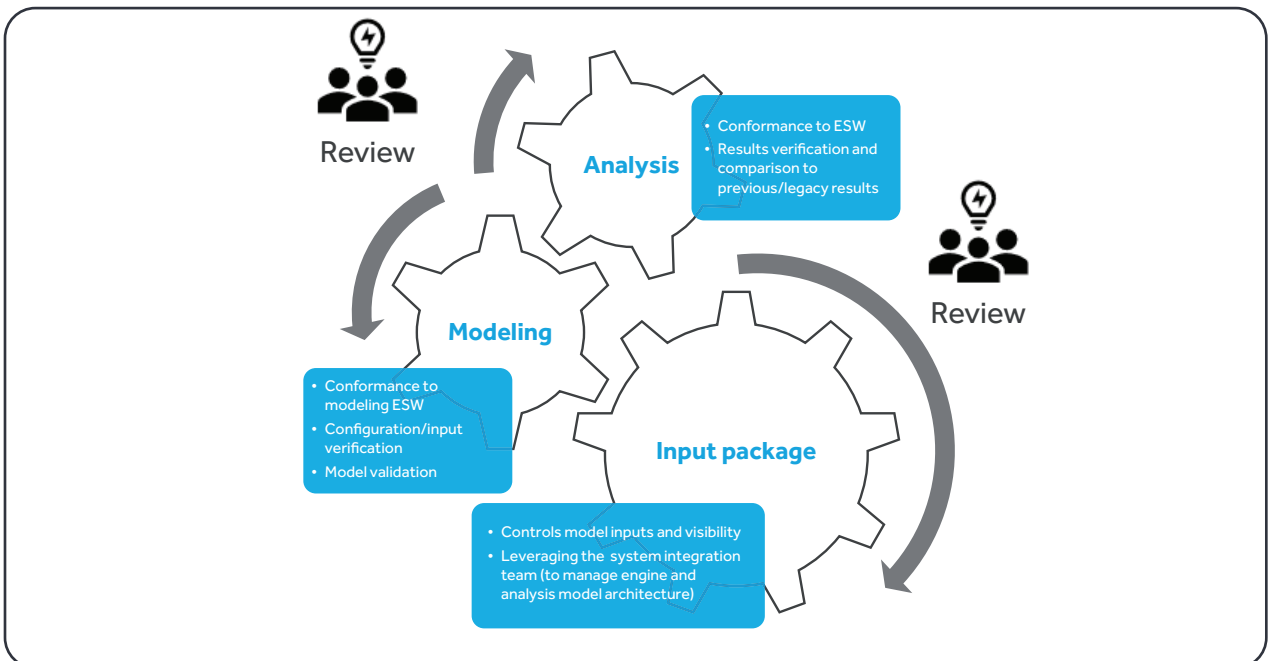 Review
Analysis
• Conformance to ESW
• Results verification and
comparison to
previous/legacy results
Review
Modeling
• Conformance to
modeling ESW
• Configuration/input
verification
• Model validation
Input package
• Controls model inputs and visibility
• Leveraging the system integration
team (to manage engine and
analysis model architecture)